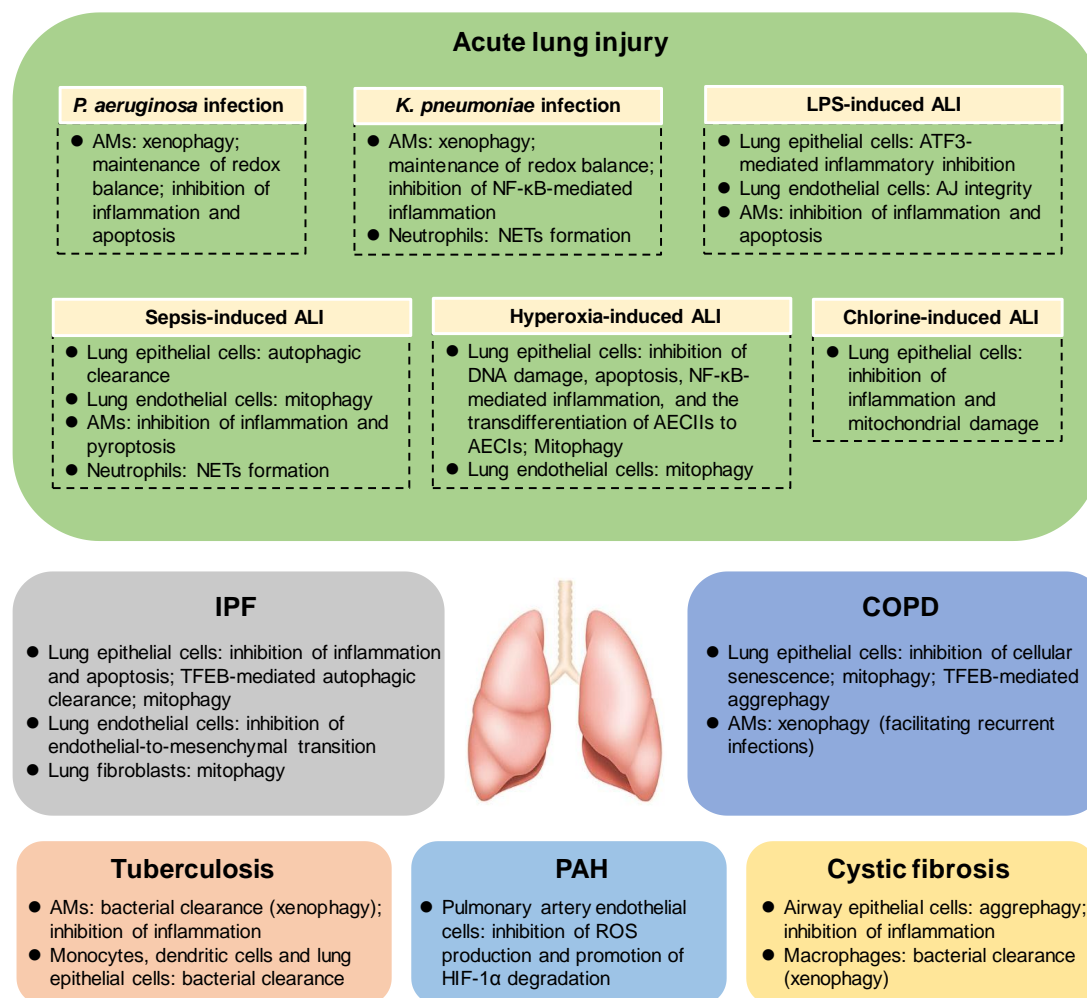 Acute lung injury
P. aeruginosa infection
● AMs: xenophagy;
maintenance of redox
balance; inhibition of
inflammation and
apoptosis
K. pneumoniae infection
● AMs: xenophagy;
maintenance of redox balance;
inhibition of NF-κB-mediated
inflammation
● Neutrophils: NETs formation
LPS-induced ALI
● Lung epithelial cells: ATF3-
mediated inflammatory inhibition
● Lung endothelial cells: AJ integrity
● AMs: inhibition of inflammation and
apoptosis
Sepsis-induced ALI
● Lung epithelial cells: autophagic
clearance
● Lung endothelial cells: mitophagy
● AMs: inhibition of inflammation and
pyroptosis
● Neutrophils: NETs formation
Hyperoxia-induced ALI
● Lung epithelial cells: inhibition of
DNA damage, apoptosis, NF-κB-
mediated inflammation, and the
transdifferentiation of AECIIs to
AECIs; Mitophagy
● Lung endothelial cells: mitophagy
Chlorine-induced ALI
● Lung epithelial cells:
inhibition of
inflammation and
mitochondrial damage
IPF
● Lung epithelial cells: inhibition of inflammation
and apoptosis; TFEB-mediated autophagic
clearance; mitophagy
● Lung endothelial cells: inhibition of
endothelial-to-mesenchymal transition
● Lung fibroblasts: mitophagy
COPD
● Lung epithelial cells: inhibition of cellular
senescence; mitophagy; TFEB-mediated
aggrephagy
● AMs: xenophagy (facilitating recurrent
infections)
Tuberculosis
● AMs: bacterial clearance (xenophagy);
inhibition of inflammation
● Monocytes, dendritic cells and lung
epithelial cells: bacterial clearance
PAH
● Pulmonary artery endothelial
cells: inhibition of ROS
production and promotion of
HIF-1α degradation
Cystic fibrosis
● Airway epithelial cells: aggrephagy;
inhibition of inflammation
● Macrophages: bacterial clearance
(xenophagy)